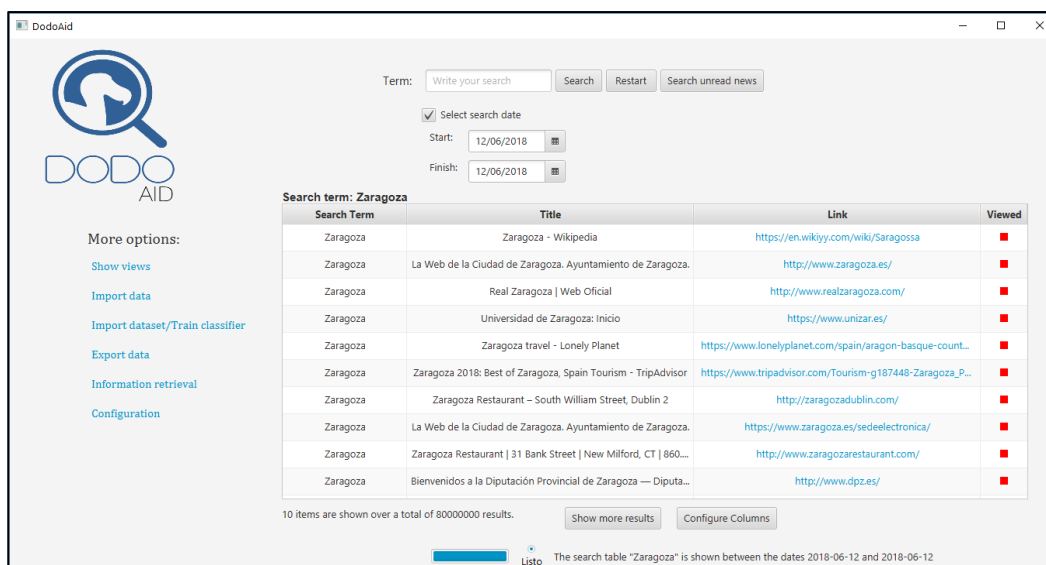 DodoAid
Term: Write your search Search Restart Search unread news
Select search date
Start: 12/06/2018
Finish: 12/06/2018
DODO
AID
More options:
Show views
Import data
Import dataset/Train classifier
Export data
Information retrieval
Configuration
Search term: Zaragoza
Search Term Title Link Viewed
Zaragoza Zaragoza - Wikipedia https://en.wikiyy.com/wiki/Saragossa
Zaragoza La Web de la Ciudad de Zaragoza. Ayuntamiento de Zaragoza. http://www.zaragoza.es/
Zaragoza Real Zaragoza | Web Oficial http://www.realzaragoza.com/
Zaragoza Universidad de Zaragoza: Inicio https://www.unizar.es/
Zaragoza Zaragoza travel - Lonely Planet https://www.lonelyplanet.com/spain/aragon-basque-count...
Zaragoza Zaragoza 2018: Best of Zaragoza, Spain Tourism - TripAdvisor https://www.tripadvisor.com/Tourism-g187448-Zaragoza_P...
Zaragoza Zaragoza Restaurant – South William Street, Dublin 2 http://zaragozadublin.com/
Zaragoza La Web de la Ciudad de Zaragoza. Ayuntamiento de Zaragoza. https://www.zaragoza.es/sedeelectronica/
Zaragoza Zaragoza Restaurant | 31 Bank Street | New Milford, CT | 860.... http://www.zaragozarestaurant.com/
Zaragoza Bienvenidos a la Diputación Provincial de Zaragoza — Diputa... http://www.dpz.es/
10 items are shown over a total of 80000000 results. Show more results Configure Columns
Listo The search table "Zaragoza" is shown between the dates 2018-06-12 and 2018-06-12